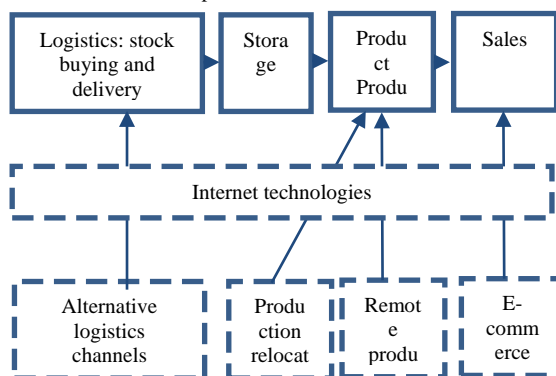 Logistics: stock
buying and
delivery
Stora
ge
Produ
ct
Produ
Sales
Internet technologies
Alternative
logistics
channels
Produ
ction
relocat
Remot
e
produ
E-
comm
erce